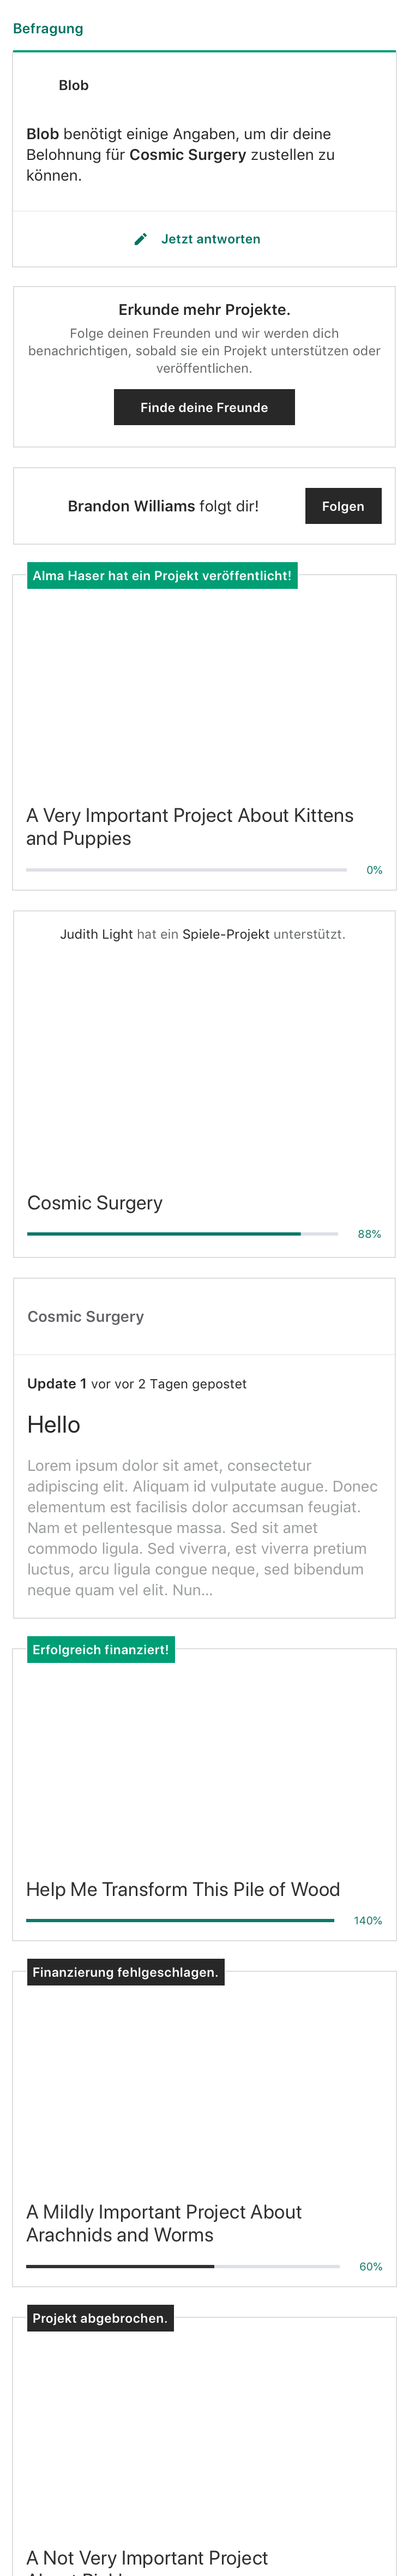 Befragung
Blob
Blob benötigt einige Angaben, um dir deine
Belohnung für Cosmic Surgery zustellen zu
können.
Jetzt antworten
Erkunde mehr Projekte.
Folge deinen Freunden und wir werden dich
benachrichtigen, sobald sie ein Projekt unterstützen oder
veröffentlichen.
Finde deine Freunde
Brandon Williams folgt dir!
Folgen
Alma Haser hat ein Projekt veröffentlicht!
A Very Important Project About Kittens
and Puppies
0%
Judith Light hat ein Spiele-Projekt unterstützt.
Cosmic Surgery
88%
Cosmic Surgery
Update 1 vor vor 2 Tagen gepostet
Hello
Lorem ipsum dolor sit amet, consectetur
adipiscing elit. Aliquam id vulputate augue. Donec
elementum est facilisis dolor accumsan feugiat.
Nam et pellentesque massa. Sed sit amet
commodo ligula. Sed viverra, est viverra pretium
luctus, arcu ligula congue neque, sed bibendum
neque quam vel elit. Nun...
Erfolgreich finanziert!
Help Me Transform This Pile of Wood
140%
Finanzierung fehlgeschlagen.
A Mildly Important Project About
Arachnids and Worms
60%
Projekt abgebrochen.
A Not Very Important Project